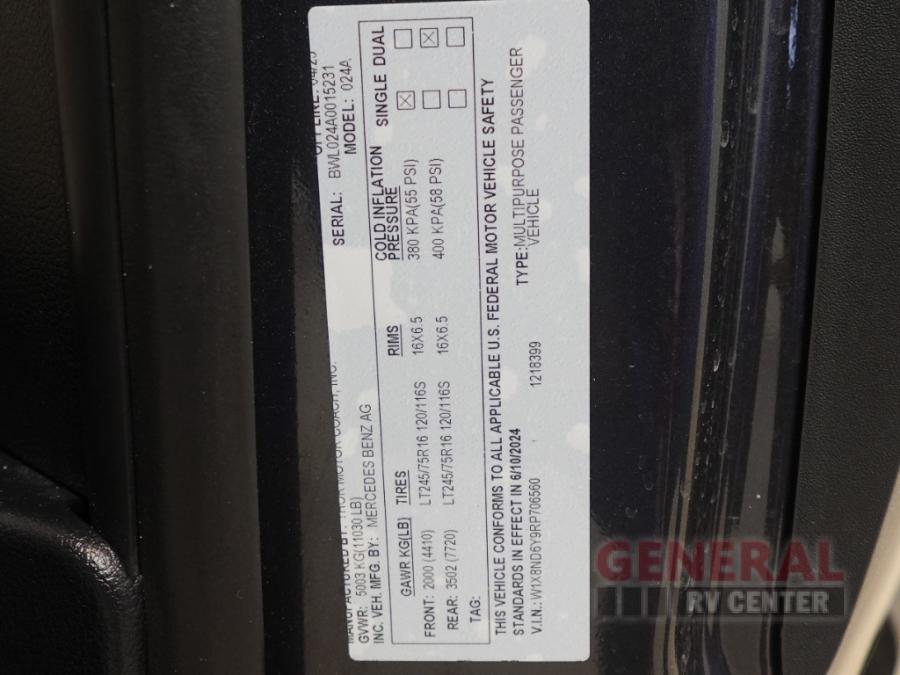 MANUFACTURED BY: THOR MOTOR COACH, INC.
GVWR: 5003 KG(11030 LB)
SERIAL: BWL024A0015231
INC. VEH. MFG. BY: MERCEDES BENZ AG
MODEL: 024A
GAWR KG(LB) TIRES RIMS COLD INFLATION PRESSURE SINGLE DUAL
FRONT: 2000 (4410) LT245/75R16 120/116S 16X6.5 380 KPA(55 PSI)
REAR: 3502 (7720) LT245/75R16 120/116S 16X6.5 400 KPA(58 PSI)
TAG:
THIS VEHICLE CONFORMS TO ALL APPLICABLE U.S. FEDERAL MOTOR VEHICLE SAFETY
STANDARDS IN EFFECT IN 6/10/2024 TYPE:MULTIPURPOSE PASSENGER
VEHICLE
V.I.N.: W1X8ND6Y9RP706560 1218399
GENERAL
RV CENTER